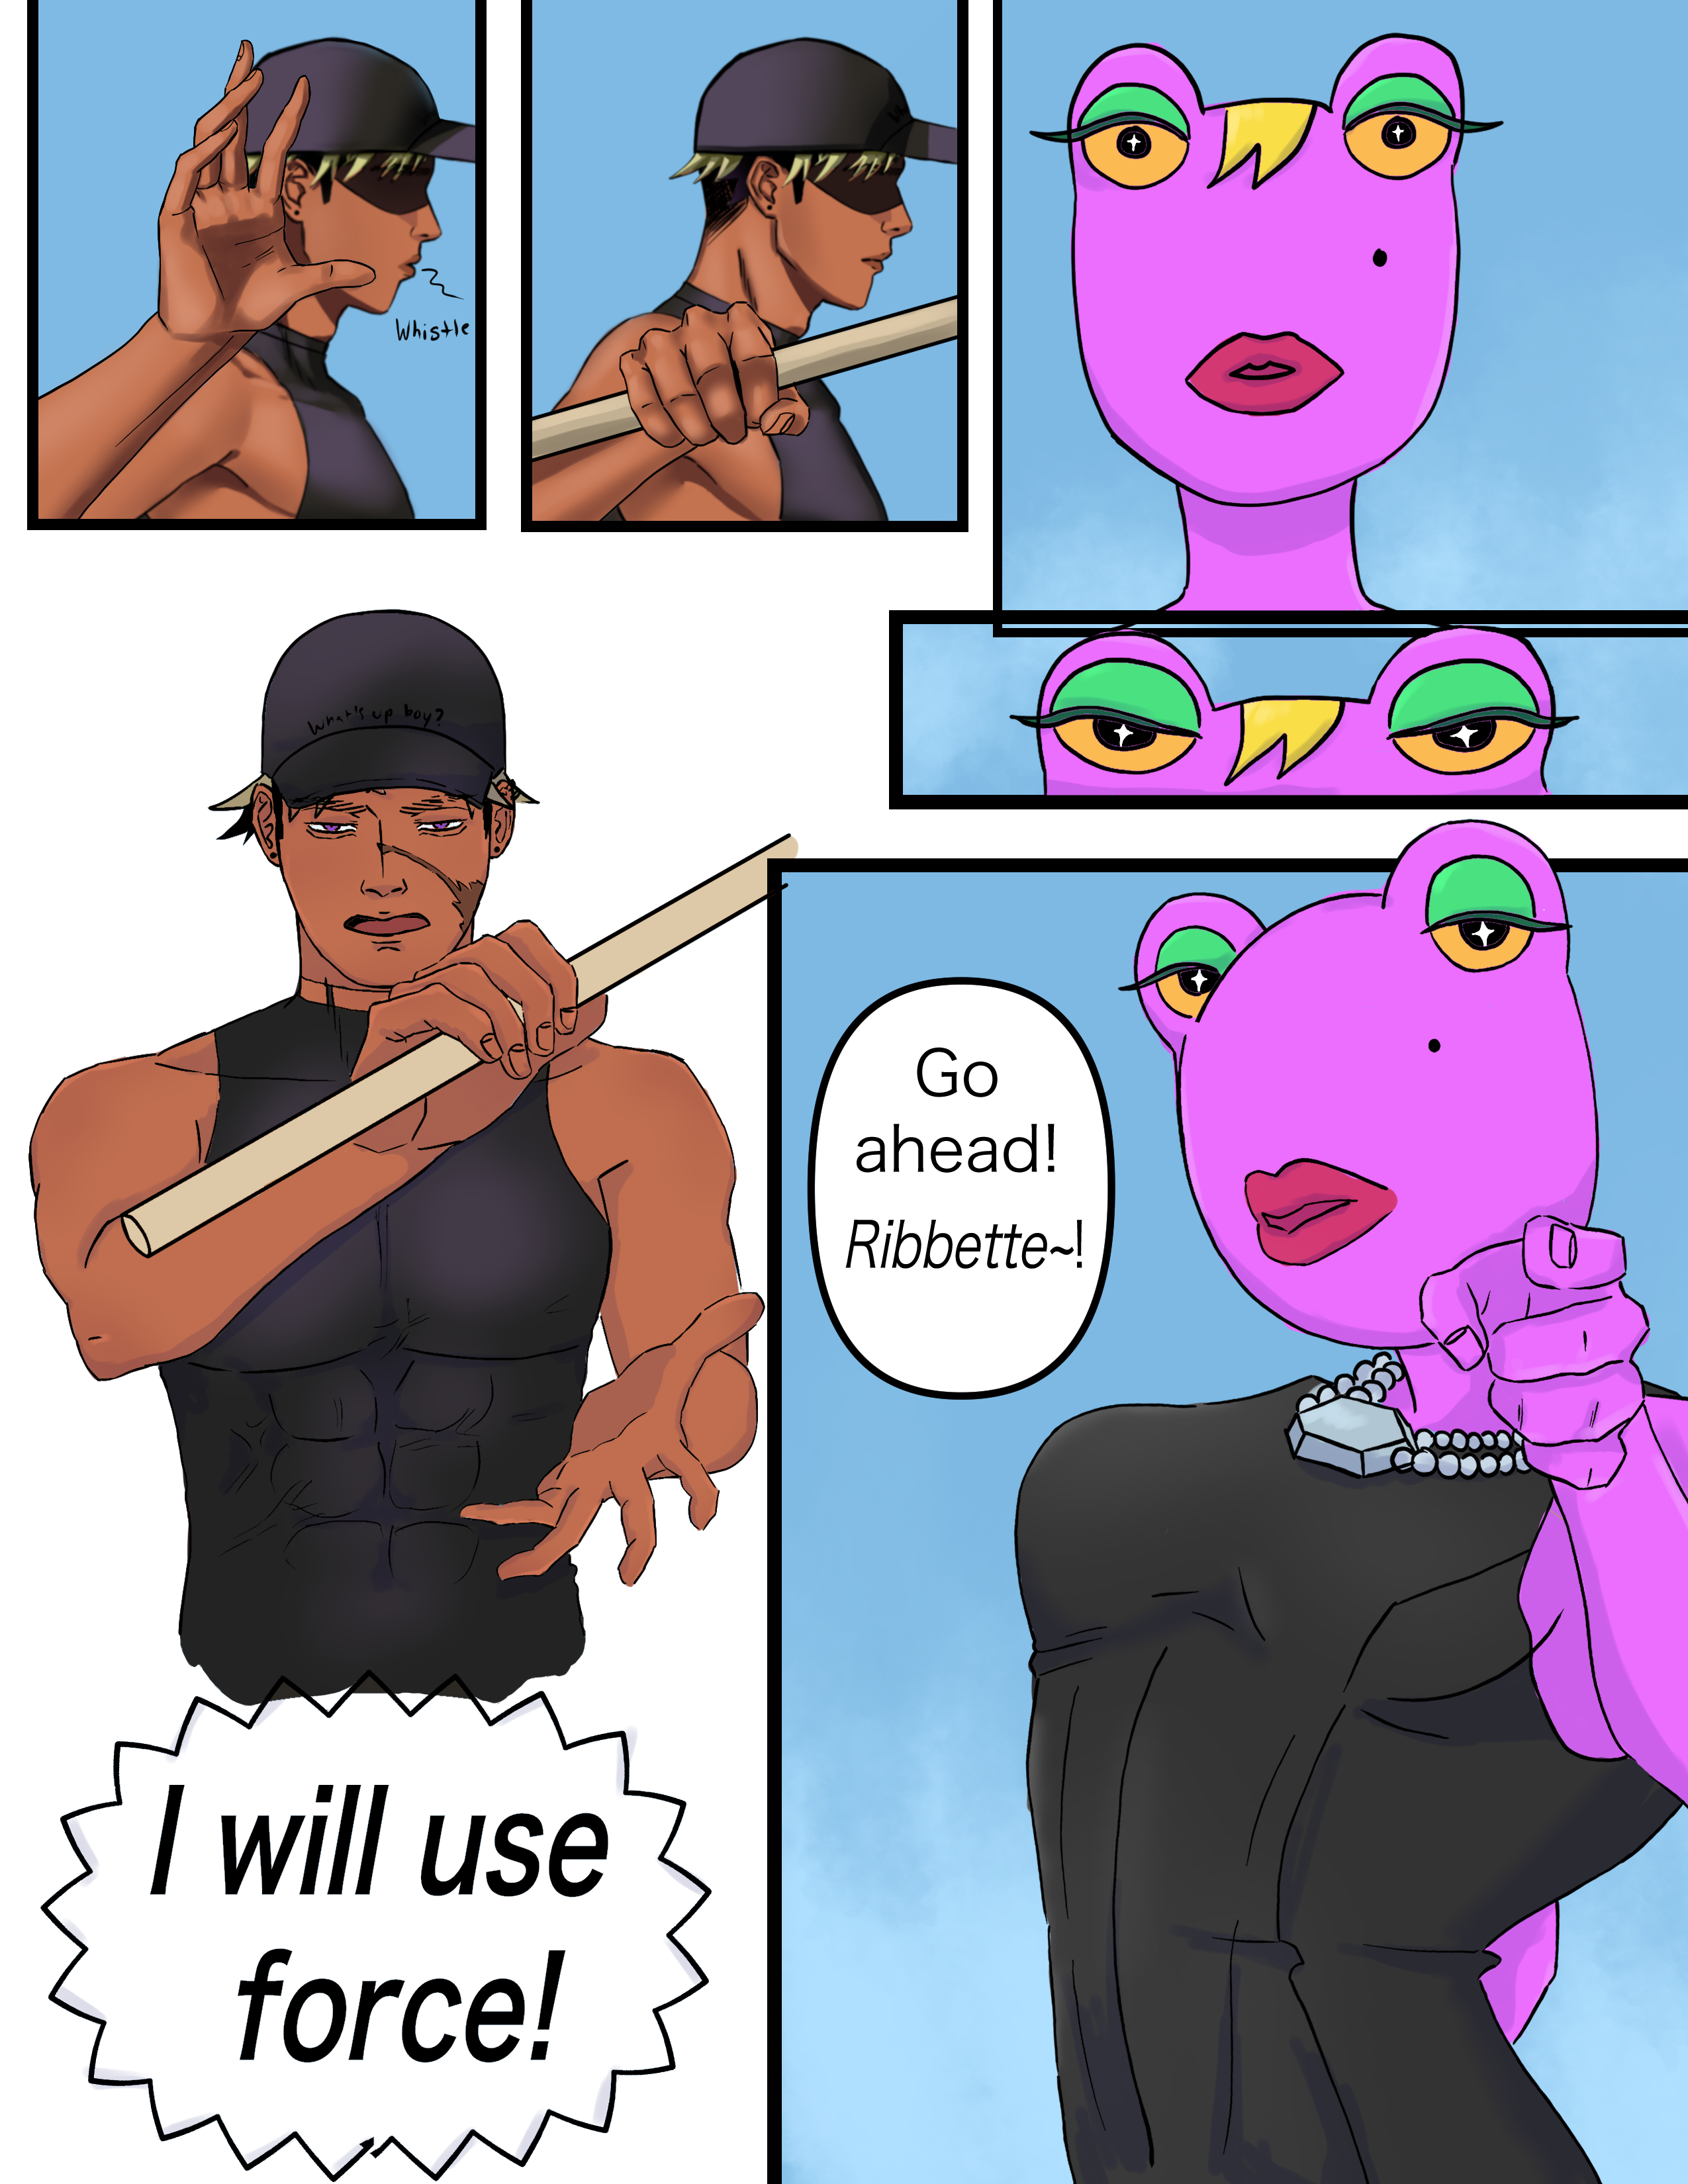 Whistle
What's up boy?
I will use
force!
Go
ahead!
Ribbette~!